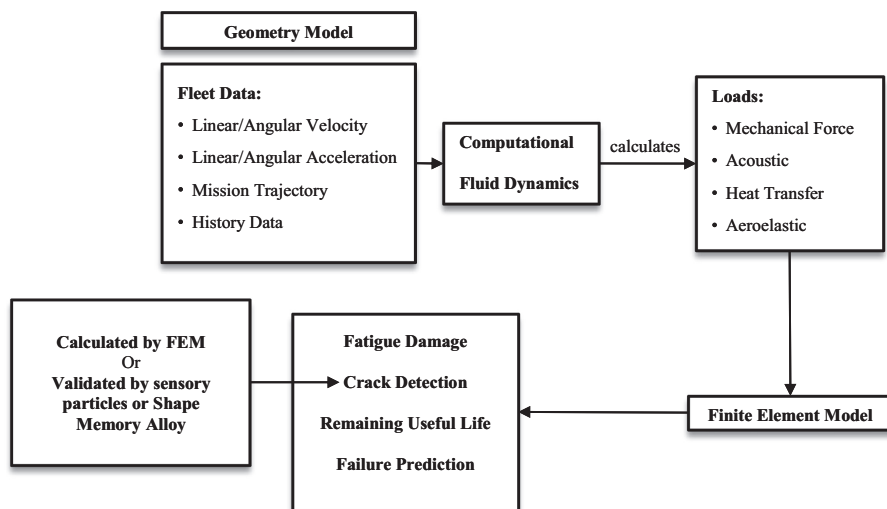 Geometry Model
Fleet Data:
• Linear/Angular Velocity
• Linear/Angular Acceleration
• Mission Trajectory
• History Data
Computational
Fluid Dynamics
calculates
Loads:
• Mechanical Force
• Acoustic
• Heat Transfer
• Aeroelastic
Calculated by FEM
Or
Validated by sensory
particles or Shape
Memory Alloy
Fatigue Damage
Crack Detection
Remaining Useful Life
Failure Prediction
Finite Element Model